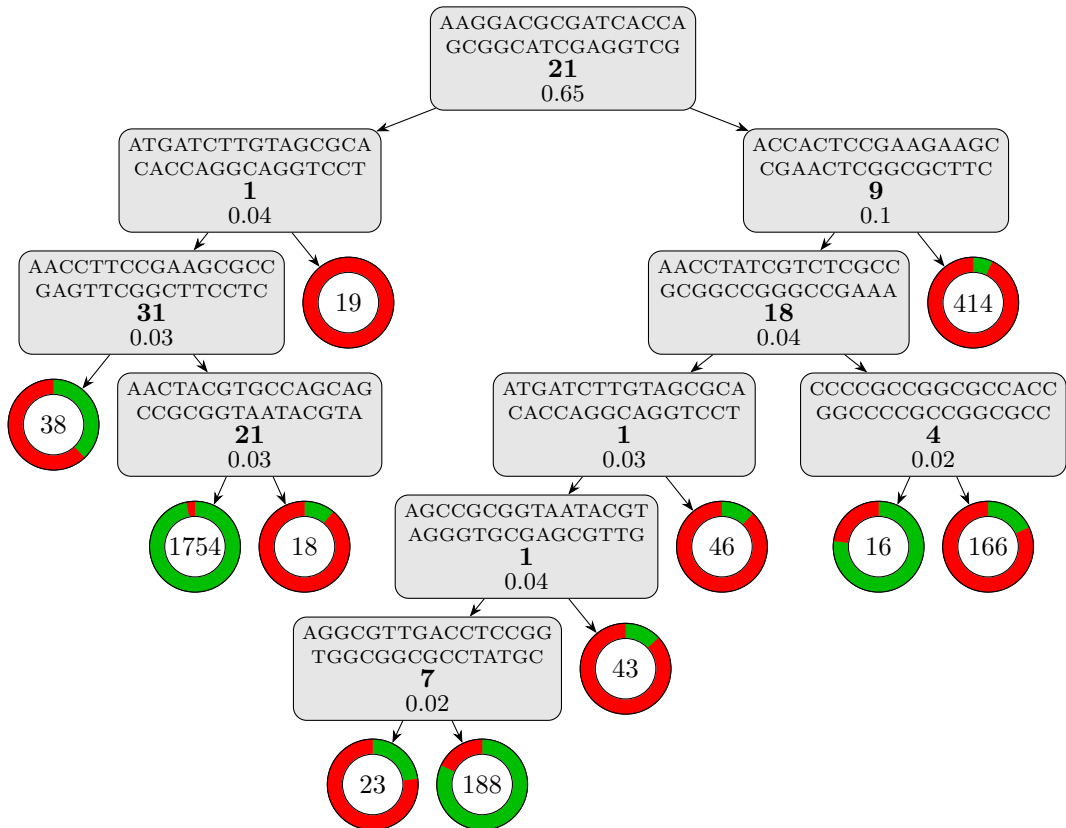 AAGGACGCGATCACCA
GCGGCATCGAGGTCG
21
0.65
ATGATCTTGTAGCGCA
CACCAGGCAGGTCCT
1
0.04
ACCACTCCGAAGAAGC
CGAACTCGGCGCTTC
9
0.1
AACCTTCCGAAGCGCC
GAGTTCGGCTTCCTC
31
0.03
19
AACCTATCGTCTCGCC
GCGGCCGGGCCGAAA
18
0.04
414
38
AACTACGTGCCAGCAG
CCGCGGTAATACGTA
21
0.03
ATGATCTTGTAGCGCA
CACCAGGCAGGTCCT
1
0.03
CCCCGCCGGCGCCACC
GGCCCCGCCGGCGCC
4
0.02
1754
18
AGCCGCGGTAATACGT
AGGGTGCGAGCGTTG
1
0.04
46
16
166
AGGCGTTGACCTCCGG
TGGCGGCGCCTATGC
7
0.02
43
23
188